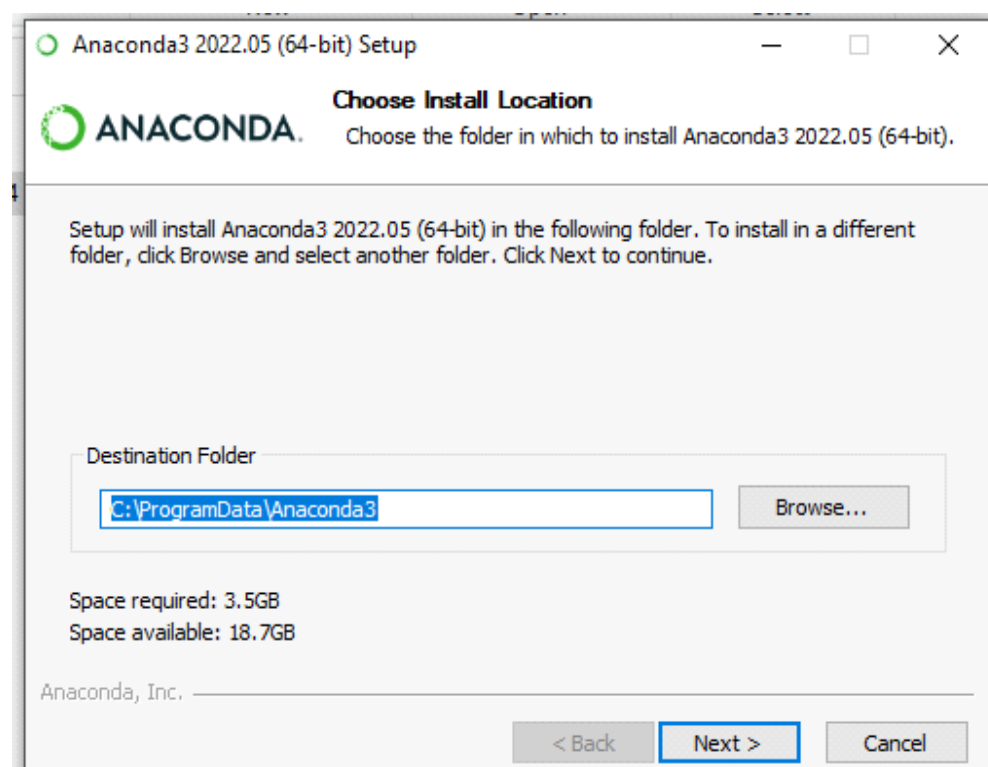 Anaconda3 2022.05 (64-bit) Setup
ANACONDA.
Choose Install Location
Choose the folder in which to install Anaconda3 2022.05 (64-bit).
Setup will install Anaconda3 2022.05 (64-bit) in the following folder. To install in a different
folder, click Browse and select another folder. Click Next to continue.
Destination Folder
C:\ProgramData\Anaconda3
Browse...
Space required: 3.5GB
Space available: 18.7GB
Anaconda, Inc.
< Back
Next >
Cancel